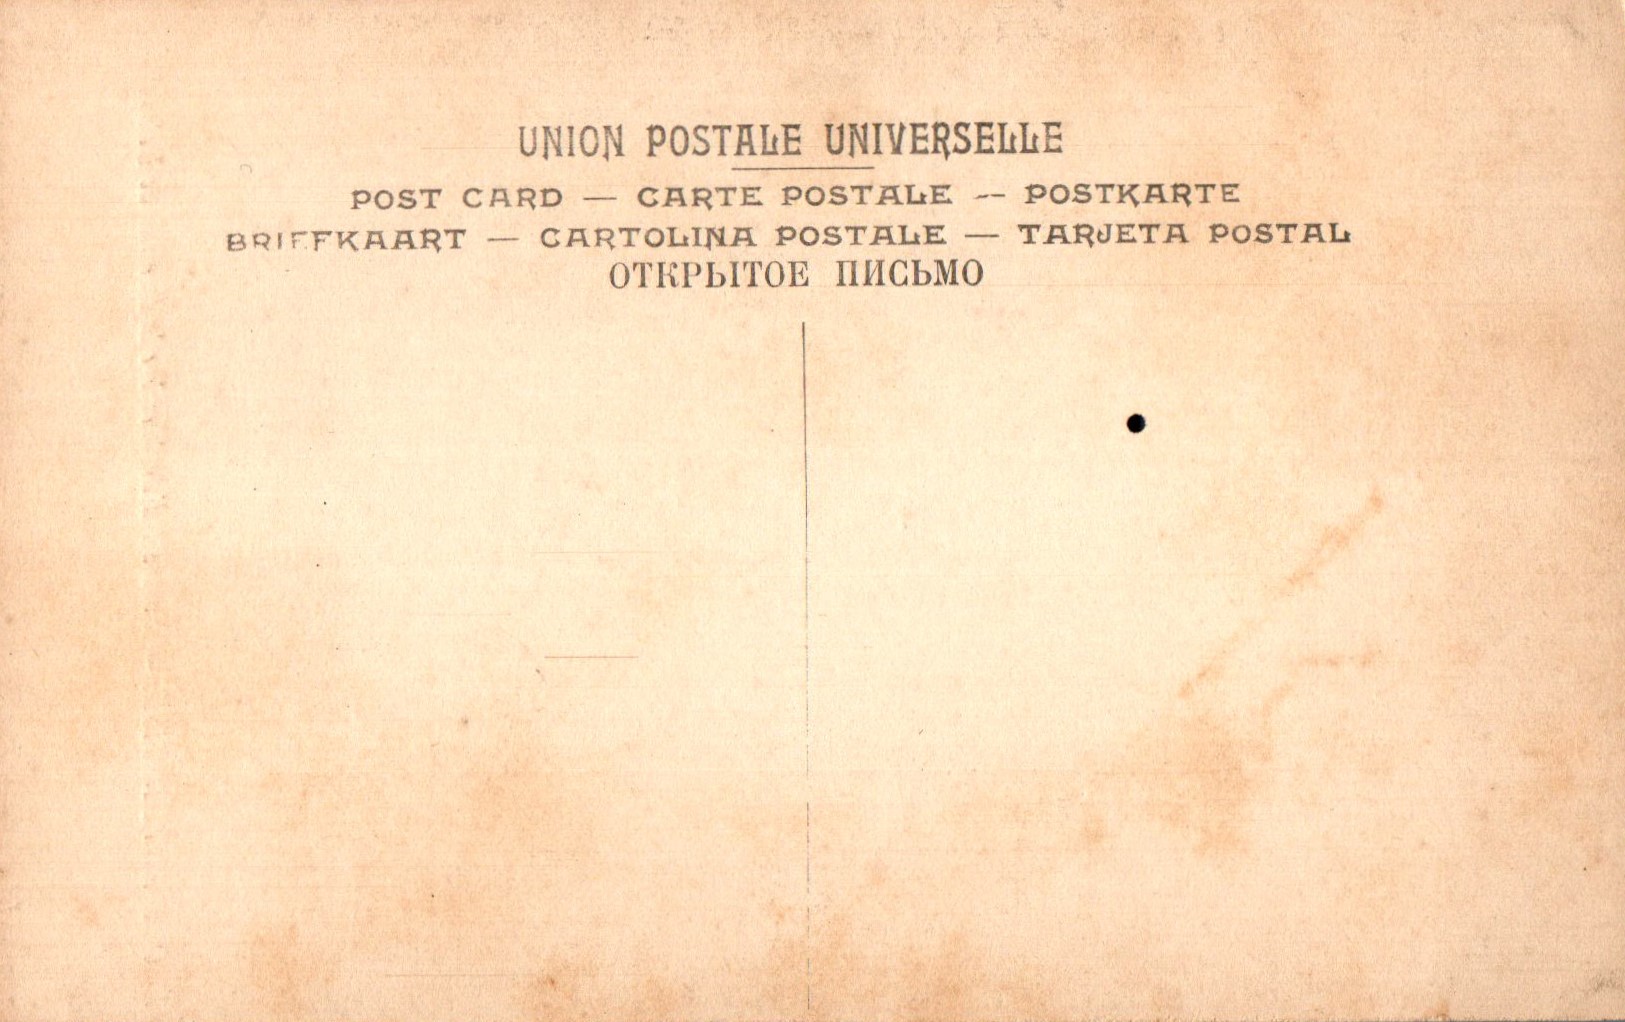 UNION POSTALE UNIVERSELLE
POST CARD — CARTE POSTALE — POSTKARTE
BRIEFKAART — CARTOLINA POSTALE — TARJETA POSTAL
ОТКРЫТОЕ ПИСЬМО